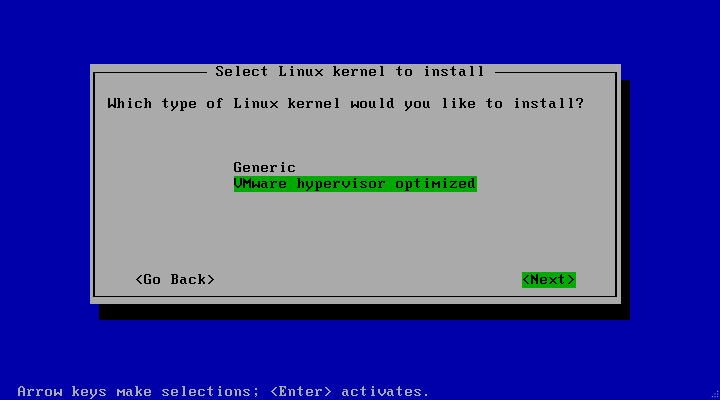 Select Linux kernel to install
Which type of Linux kernel would you like to install?
Generic
VMware hypervisor optimized
<Go Back> <Next>
Arrow keys make selections; <Enter> activates.